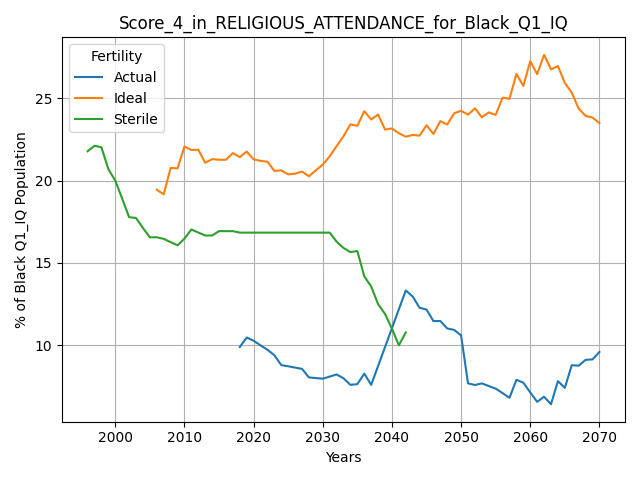 Score_4_in_RELIGIOUS_ATTENDANCE_for_Black_Q1_IQ
Fertility
Actual
Ideal
Sterile
% of Black Q1_IQ Population
25
20
15
10
2000 2010 2020 2030 2040 2050 2060 2070
Years